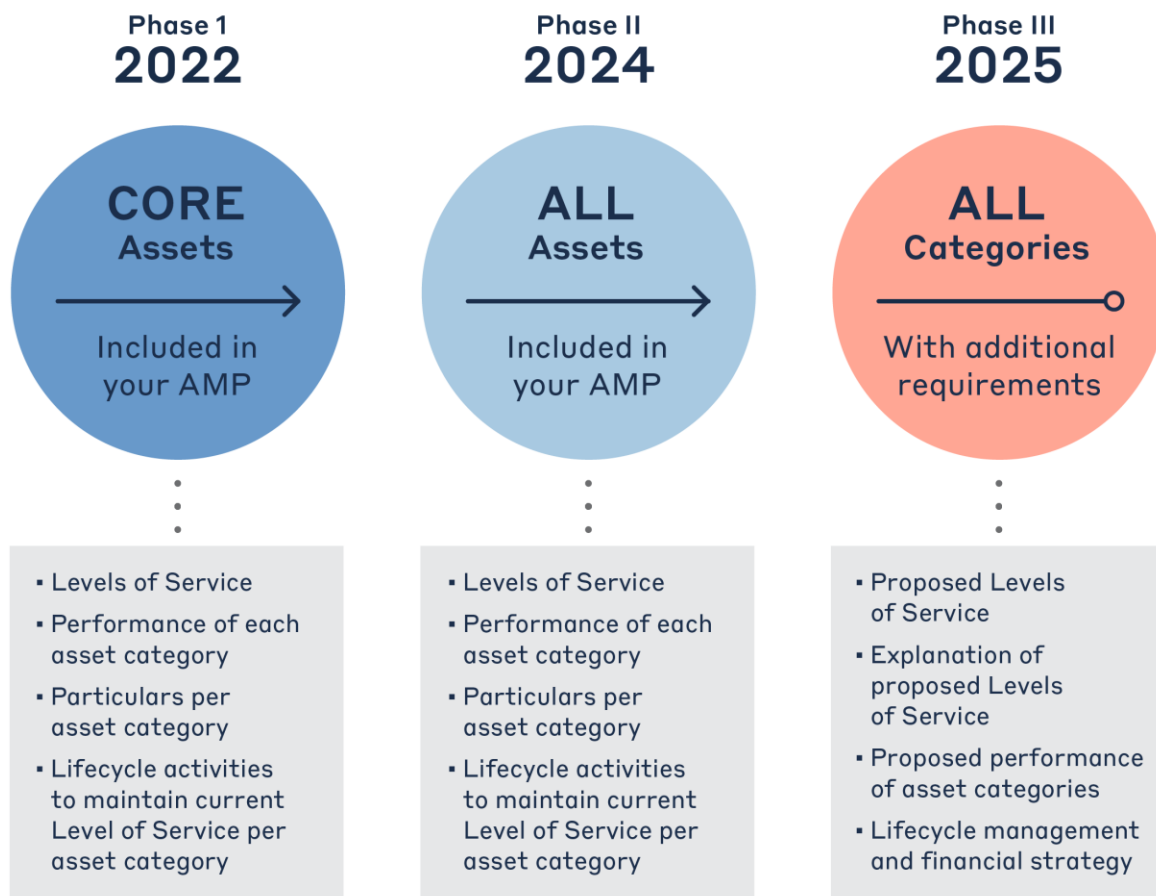 Phase 1
2022
CORE
Assets
Included in
your AMP
▪ Levels of Service
▪ Performance of each
asset category
▪ Particulars per
asset category
▪ Lifecycle activities
to maintain current
Level of Service per
asset category
Phase II
2024
ALL
Assets
Included in
your AMP
▪ Levels of Service
▪ Performance of each
asset category
▪ Particulars per
asset category
▪ Lifecycle activities
to maintain current
Level of Service per
asset category
Phase III
2025
ALL
Categories
With additional
requirements
▪ Proposed Levels
of Service
▪ Explanation of
proposed Levels
of Service
▪ Proposed performance
of asset categories
▪ Lifecycle management
and financial strategy